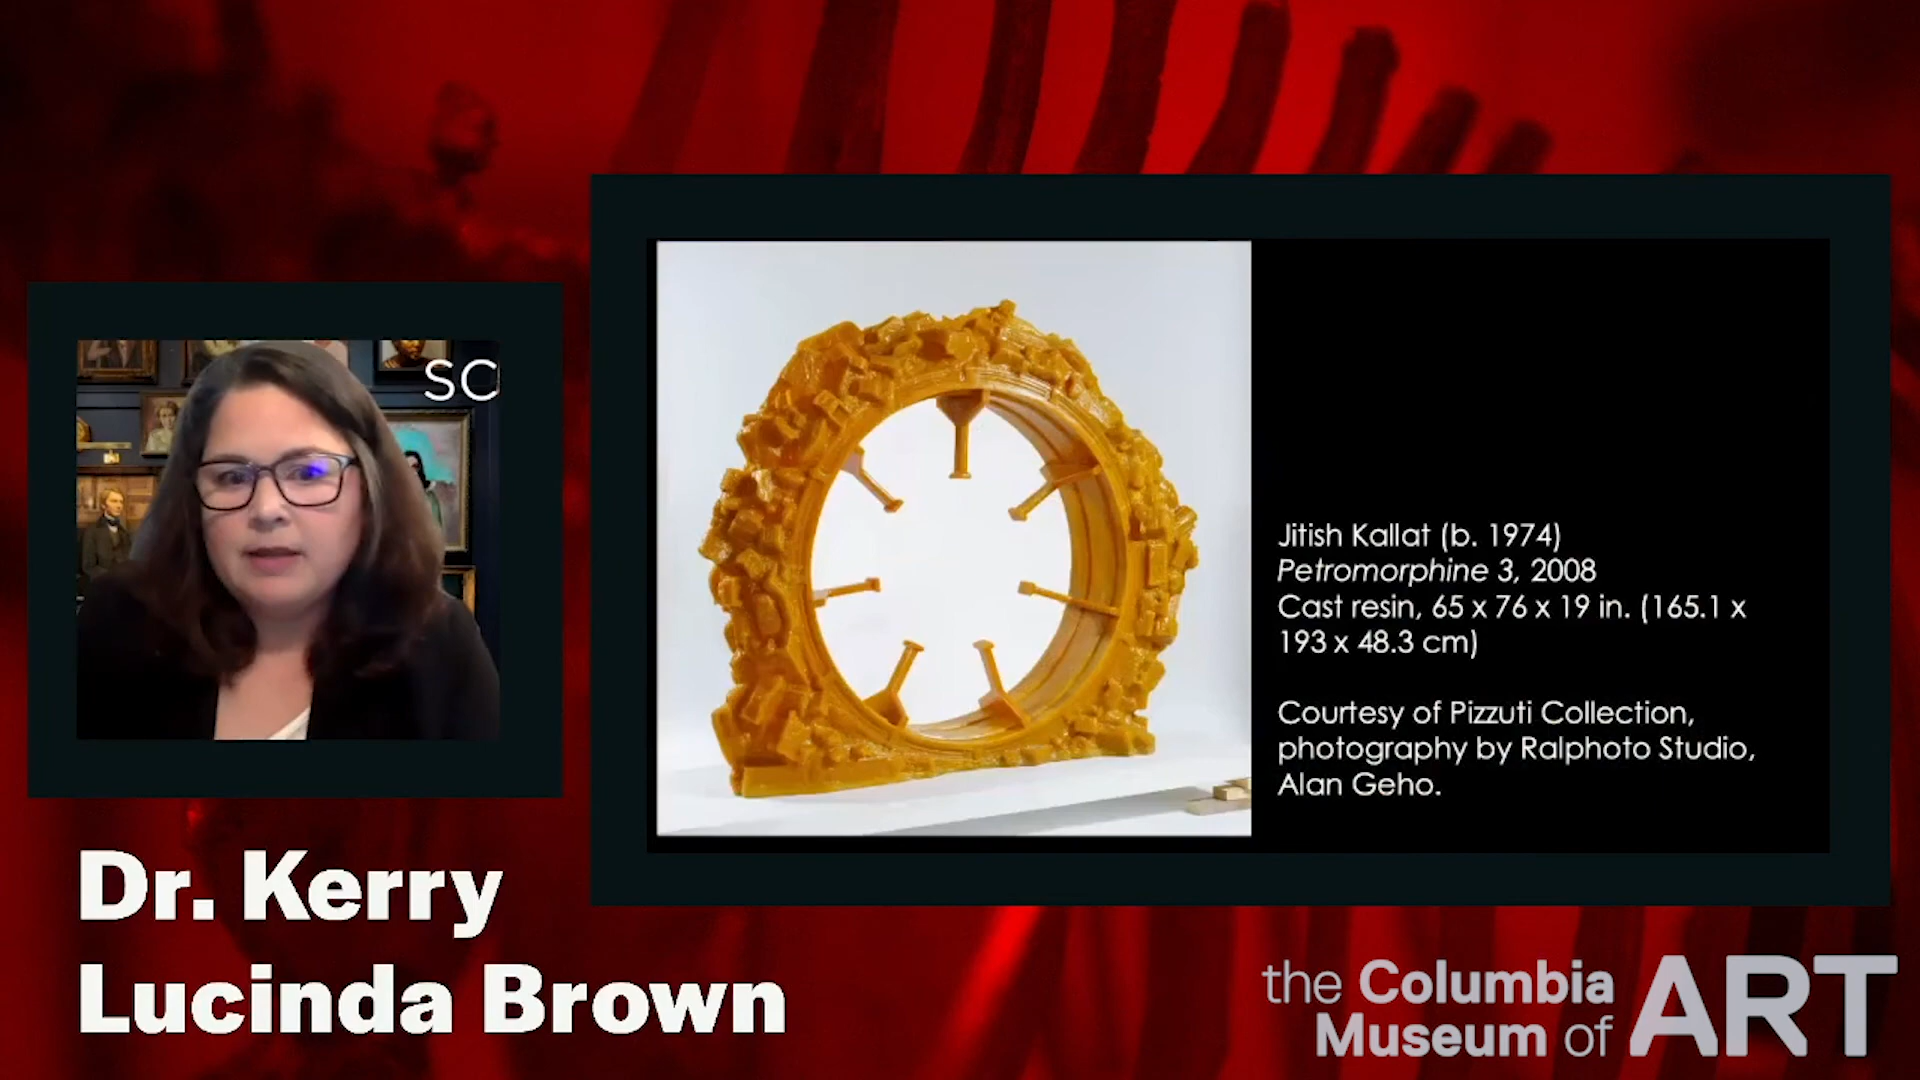 SC
Jitish Kallat (b. 1974)
Petromorphine 3, 2008
Cast resin, 65 x 76 x 19 in. (165.1 x
193 x 48.3 cm)
Courtesy of Pizzuti Collection,
photography by Ralphoto Studio,
Alan Geho.
Dr. Kerry
Lucinda Brown
the Columbia
Museum of ART